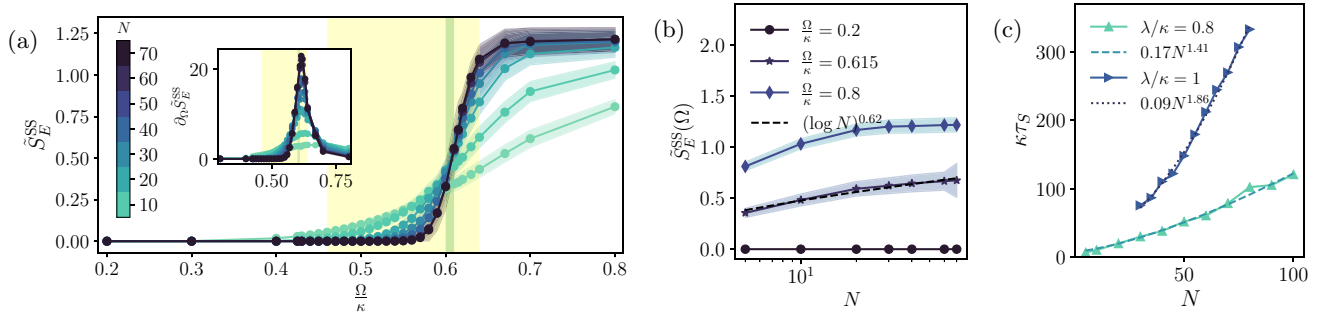 (a)
N
70
60
50
40
30
20
10
1.25
1.00
0.75
0.50
0.25
0.00
S̃_E^SS
0.2
0.3
0.4
0.5
0.6
0.7
0.8
Ω/κ
20
0
∂_Ω S̃_E^SS
0.50
0.75
(b)
2.0
1.5
1.0
0.5
0.0
S̃_E^SS(Ω)
Ω/κ = 0.2
Ω/κ = 0.615
Ω/κ = 0.8
(log N)^0.62
10^1
N
(c)
300
200
100
0
κτ_S
λ/κ = 0.8
0.17N^1.41
λ/κ = 1
0.09N^1.86
50
100
N